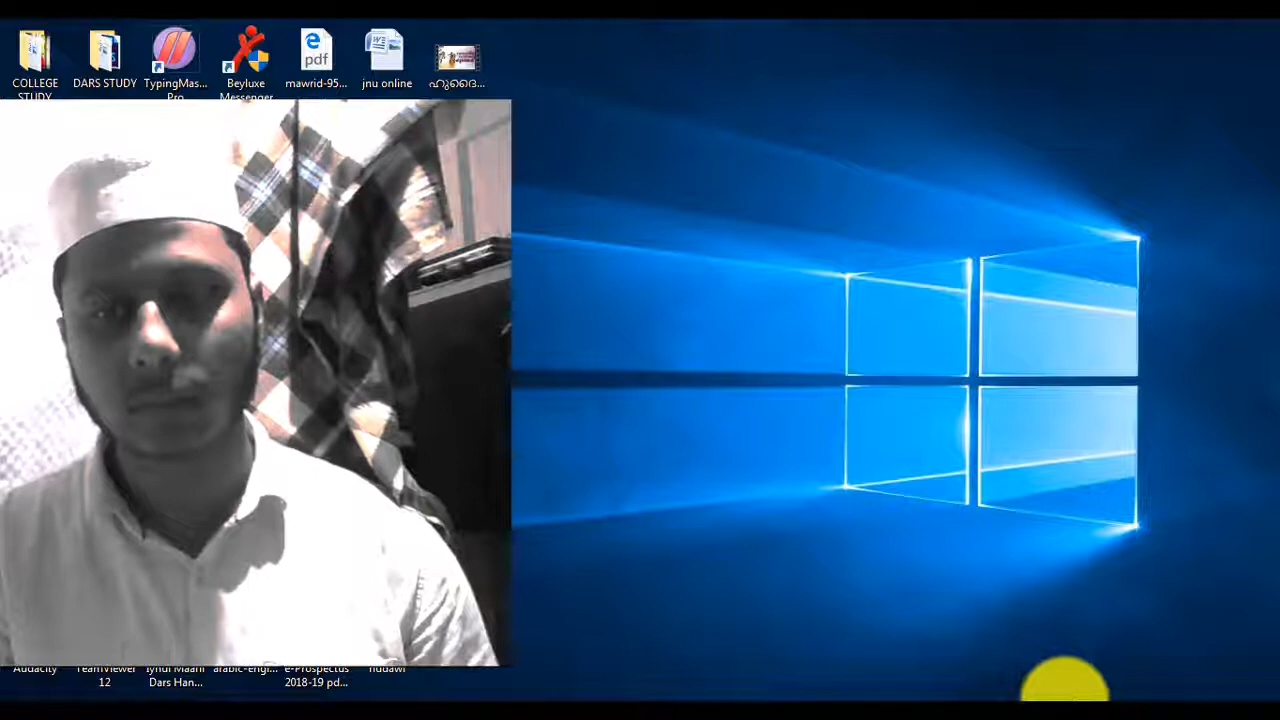 COLLEGE STUDY
DARS STUDY
TypingMas... Pro
Beyluxe Messenger
mawrid-95...
jnu online
ഹുദൈ...
pdf
Audacity
TeamViewer 12
Dars Han...
arabic-engl...
e-Prospectus 2018-19 pd...